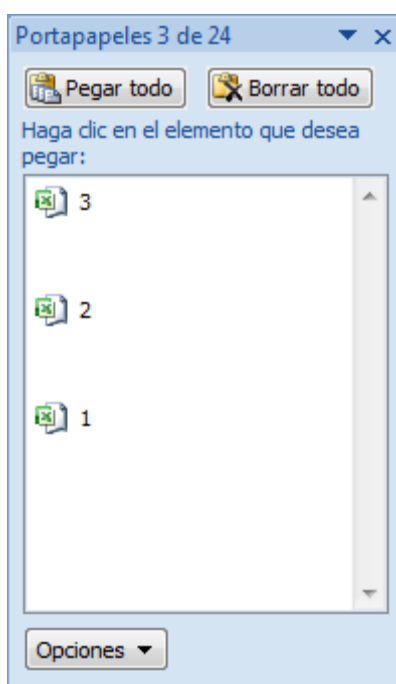 Portapapeles 3 de 24
Pegar todo Borrar todo
Haga clic en el elemento que desea
pegar:
3
2
1
Opciones